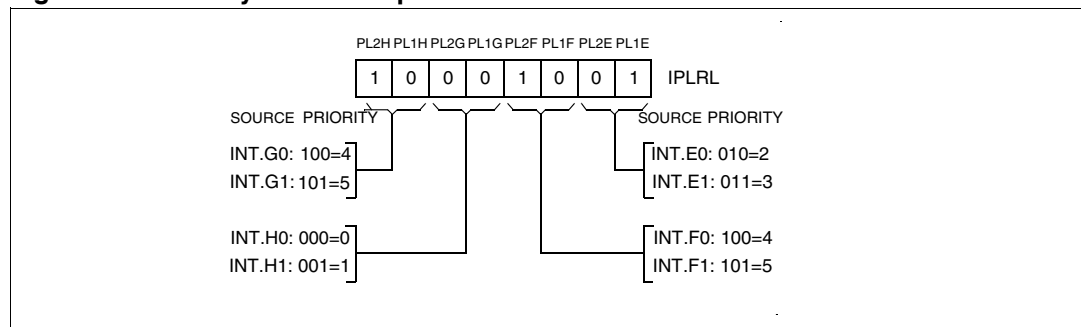 PL2H PL1H PL2G PL1G PL2F PL1F PL2E PL1E
1 0 0 0 1 0 0 1 IPLRL
SOURCE PRIORITY SOURCE PRIORITY
INT.G0: 100=4 INT.E0: 010=2
INT.G1: 101=5 INT.E1: 011=3
INT.H0: 000=0 INT.F0: 100=4
INT.H1: 001=1 INT.F1: 101=5